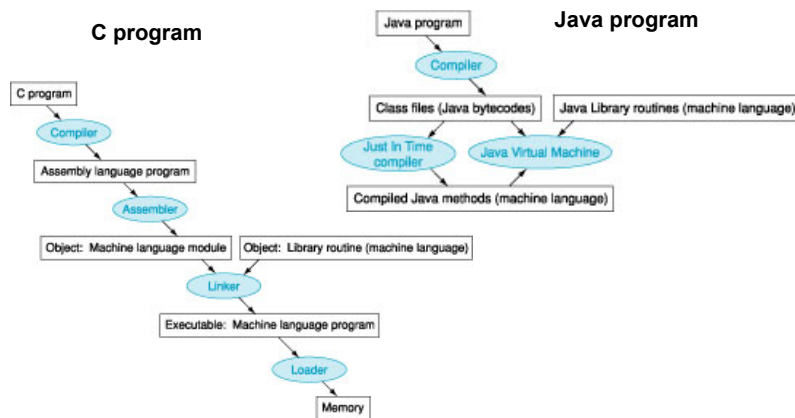 C program
C program
Compiler
Assembly language program
Assembler
Object: Machine language module
Object: Library routine (machine language)
Linker
Executable: Machine language program
Loader
Memory
Java program
Java program
Compiler
Class files (Java bytecodes)
Java Library routines (machine language)
Just In Time
compiler
Java Virtual Machine
Compiled Java methods (machine language)